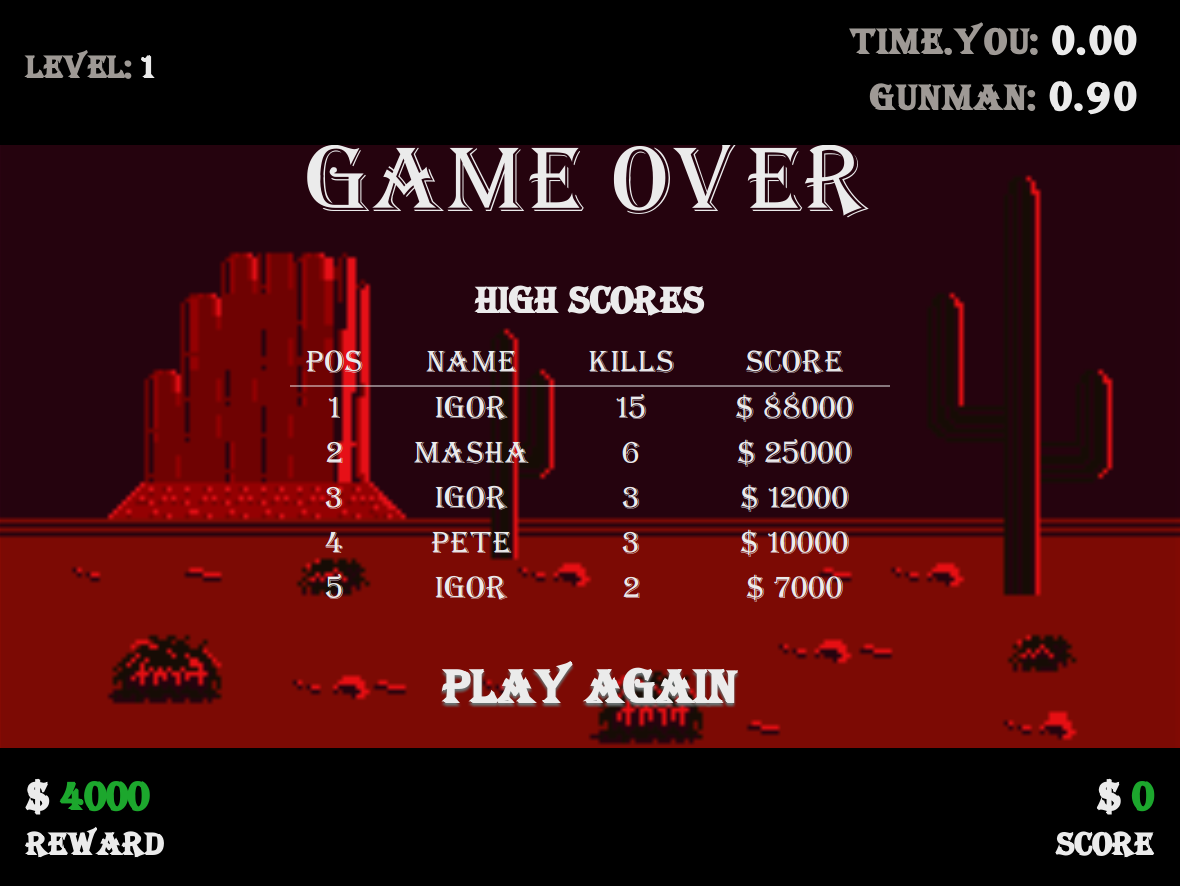 LEVEL: 1
TIME.YOU: 0.00
GUNMAN: 0.90
GAME OVER
HIGH SCORES
POS NAME KILLS SCORE
1 IGOR 15 $ 88000
2 MASHA 6 $ 25000
3 IGOR 3 $ 12000
4 PETE 3 $ 10000
5 IGOR 2 $ 7000
PLAY AGAIN
$ 4000
REWARD
$ 0
SCORE